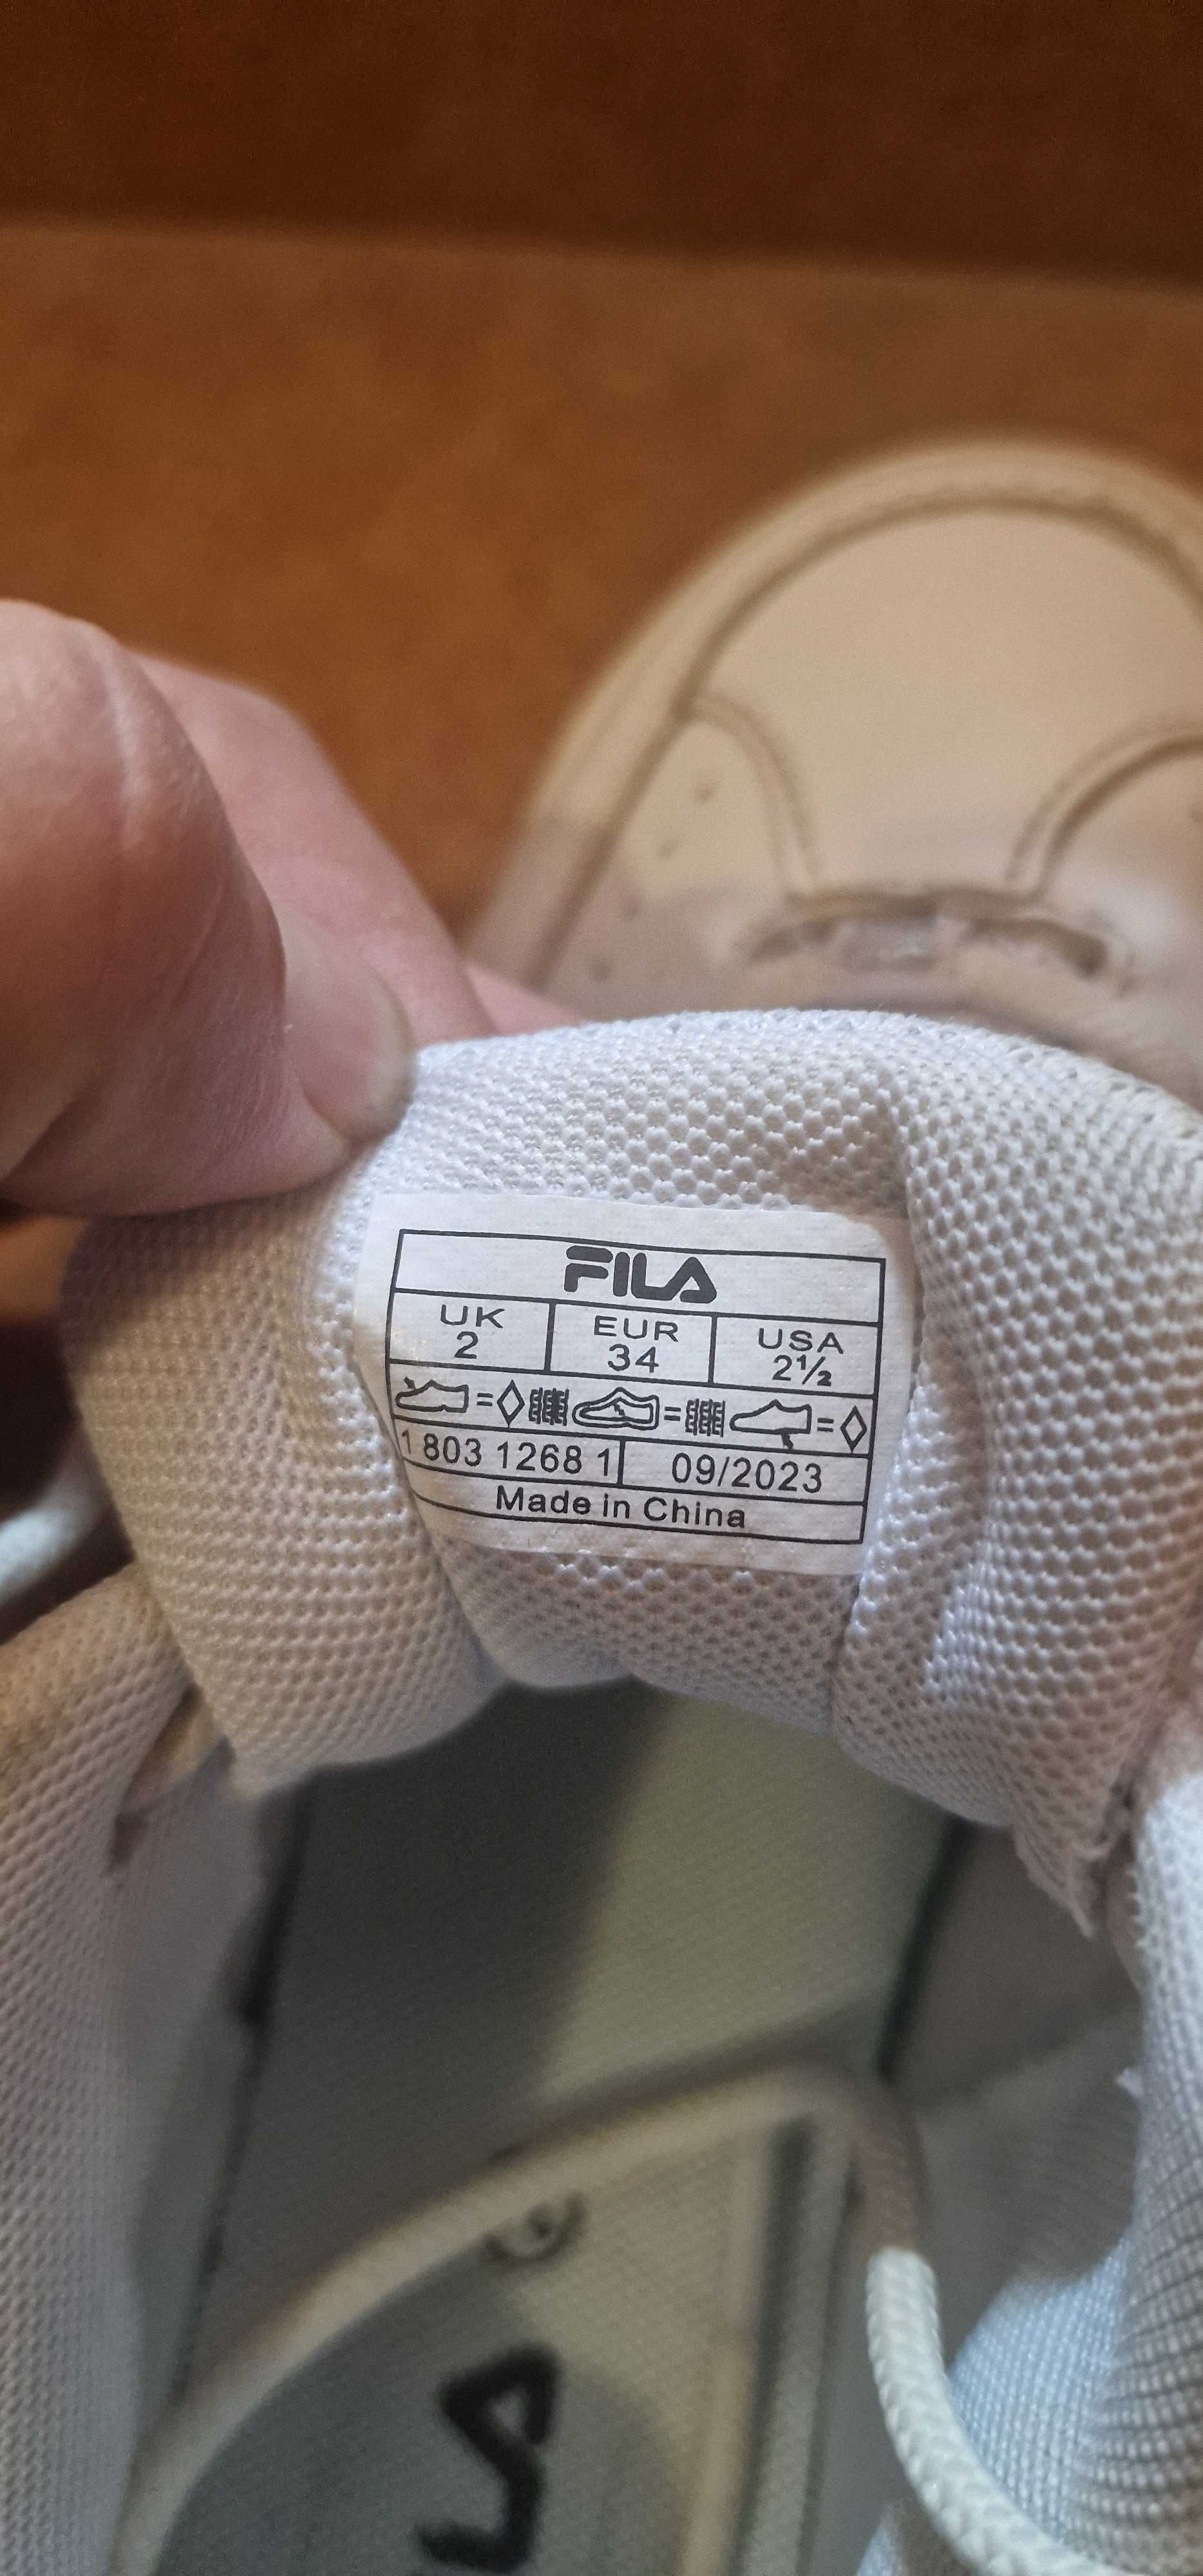 FILA
UK EUR USA
2 34 2½
= =  =
1 803 1268 1 09/2023
Made in China